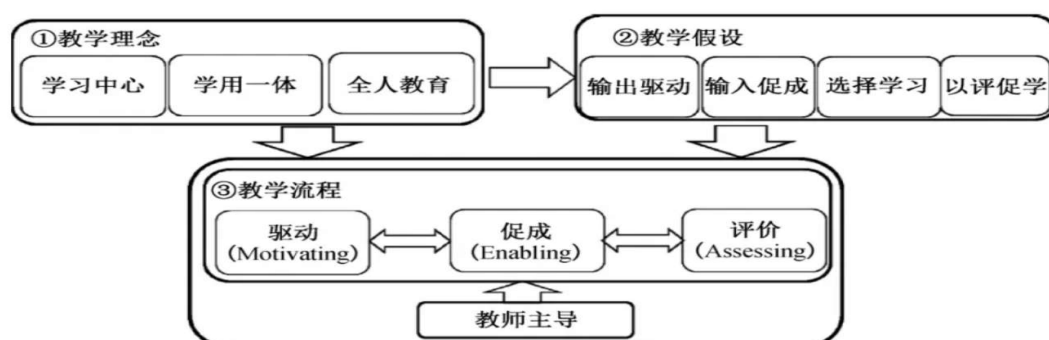 ①教学理念
学习中心
学用一体
全人教育
②教学假设
输出驱动
输入促成
选择学习
以评促学
③教学流程
驱动
(Motivating)
促成
(Enabling)
评价
(Assessing)
教师主导